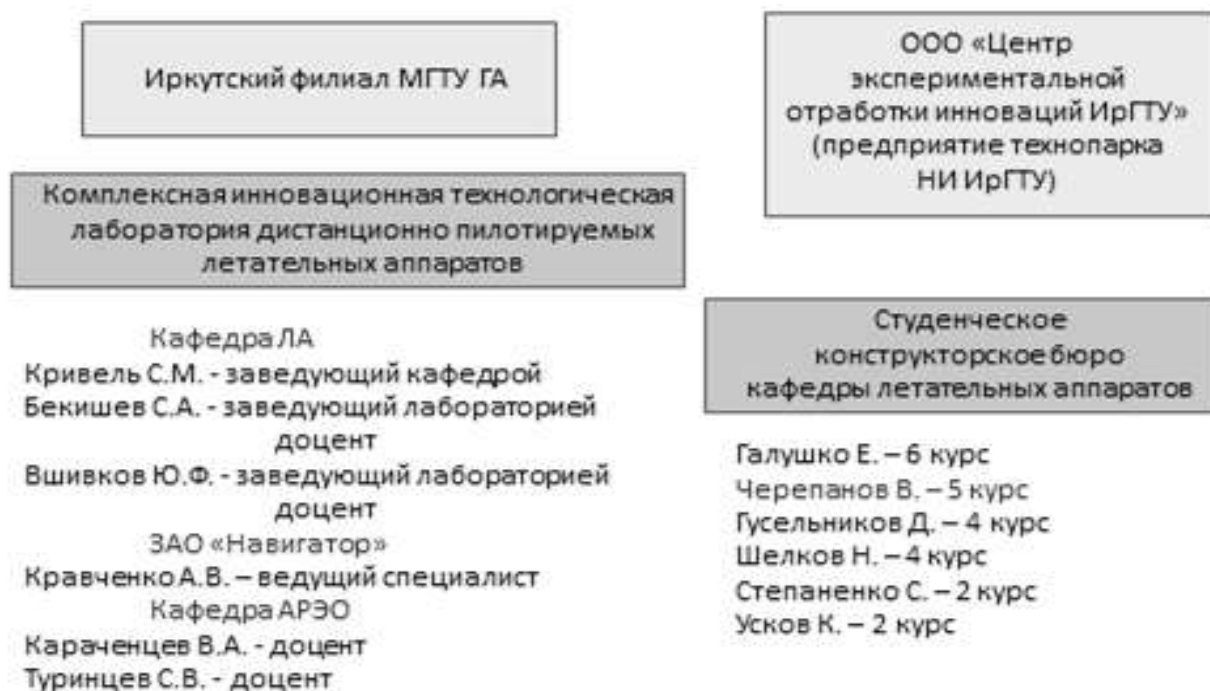 Иркутский филиал МГТУ ГА
Комплексная инновационная технологическая
лаборатория дистанционно пилотируемых
летательных аппаратов
Кафедра ЛА
Кривель С.М. - заведующий кафедрой
Бекишев С.А. - заведующий лабораторией
доцент
Вшивков Ю.Ф. - заведующий лабораторией
доцент
ЗАО «Навигатор»
Кравченко А.В. – ведущий специалист
Кафедра АРЭО
Караченцев В.А. - доцент
Туринцев С.В. - доцент
ООО «Центр
экспериментальной
отработки инноваций ИрГТУ»
(предприятие технопарка
НИ ИрГТУ)
Студенческое
конструкторское бюро
кафедры летательных аппаратов
Галушко Е. – 6 курс
Черепанов В. – 5 курс
Гусельников Д. – 4 курс
Шелков Н. – 4 курс
Степаненко С. – 2 курс
Усков К. – 2 курс